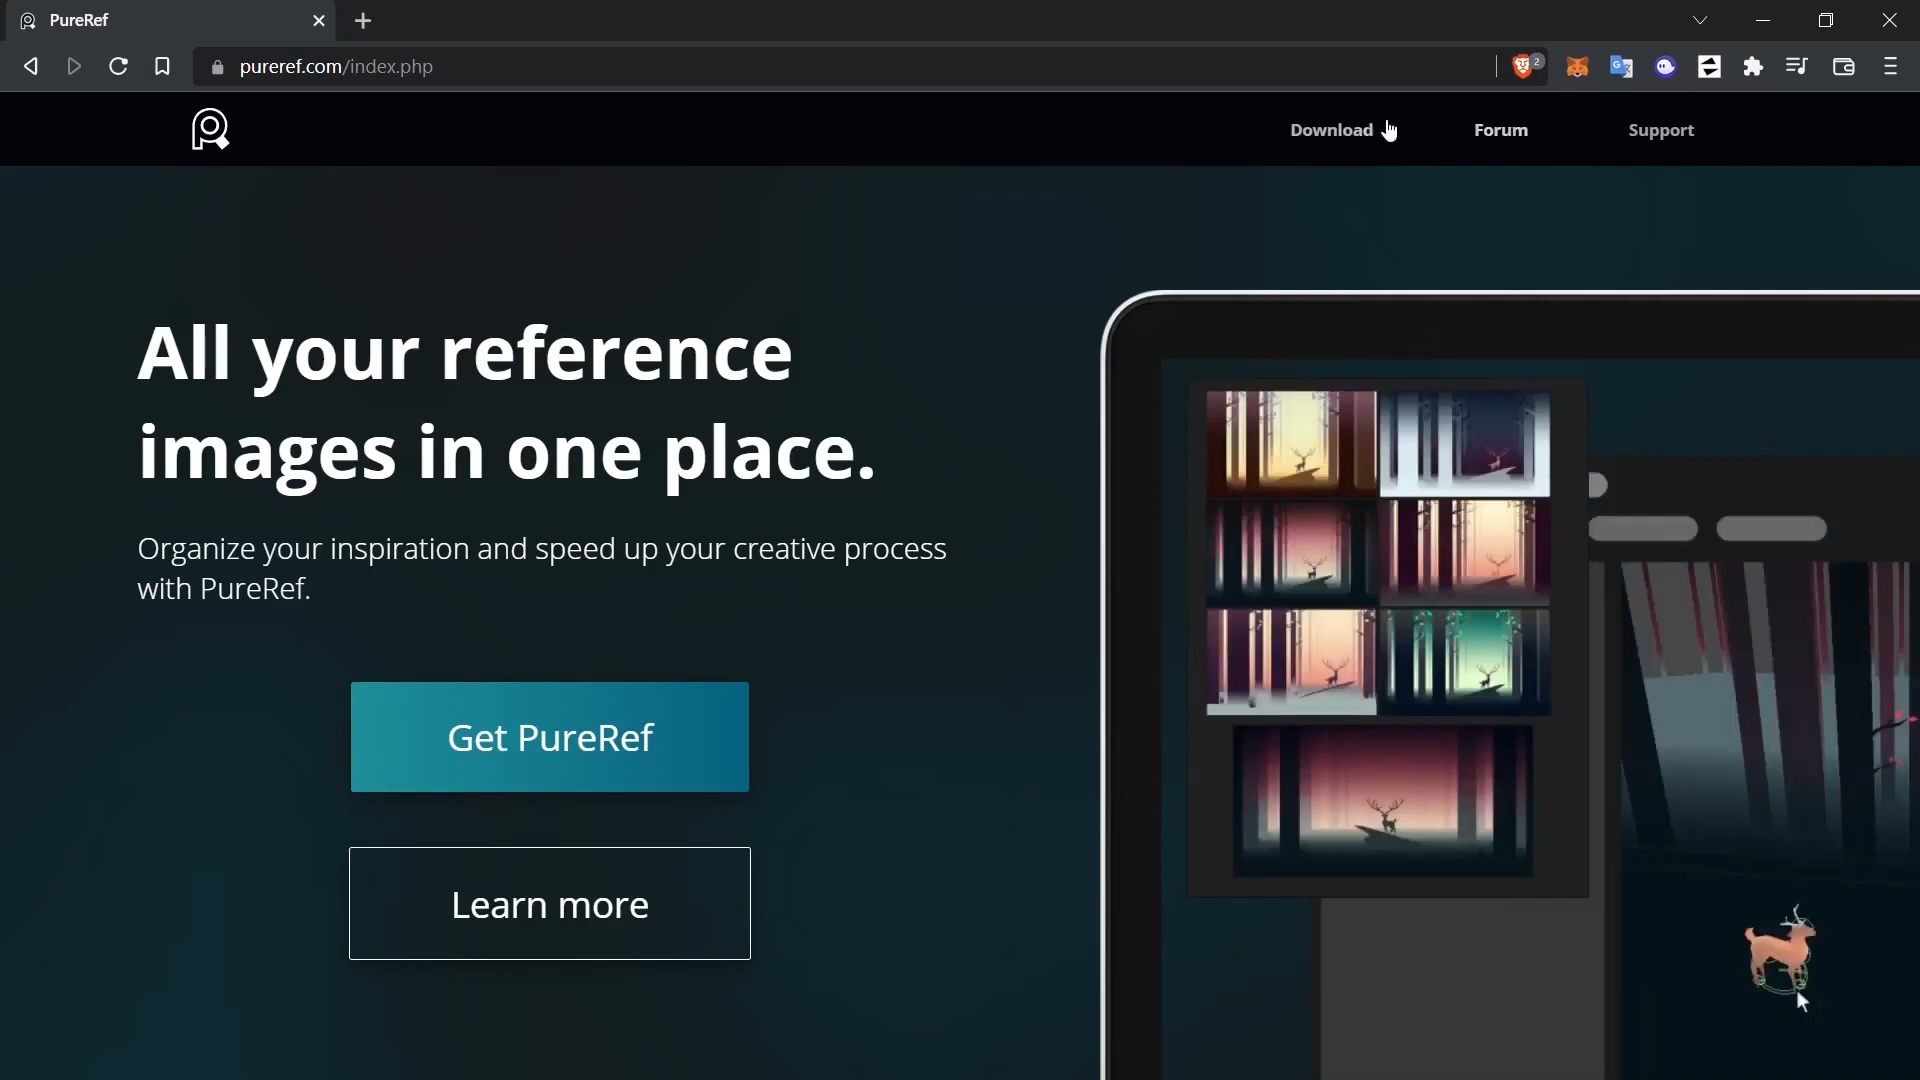 PureRef
pureref.com/index.php
2
Download
Forum
Support
All your reference
images in one place.
Organize your inspiration and speed up your creative process
with PureRef.
Get PureRef
Learn more